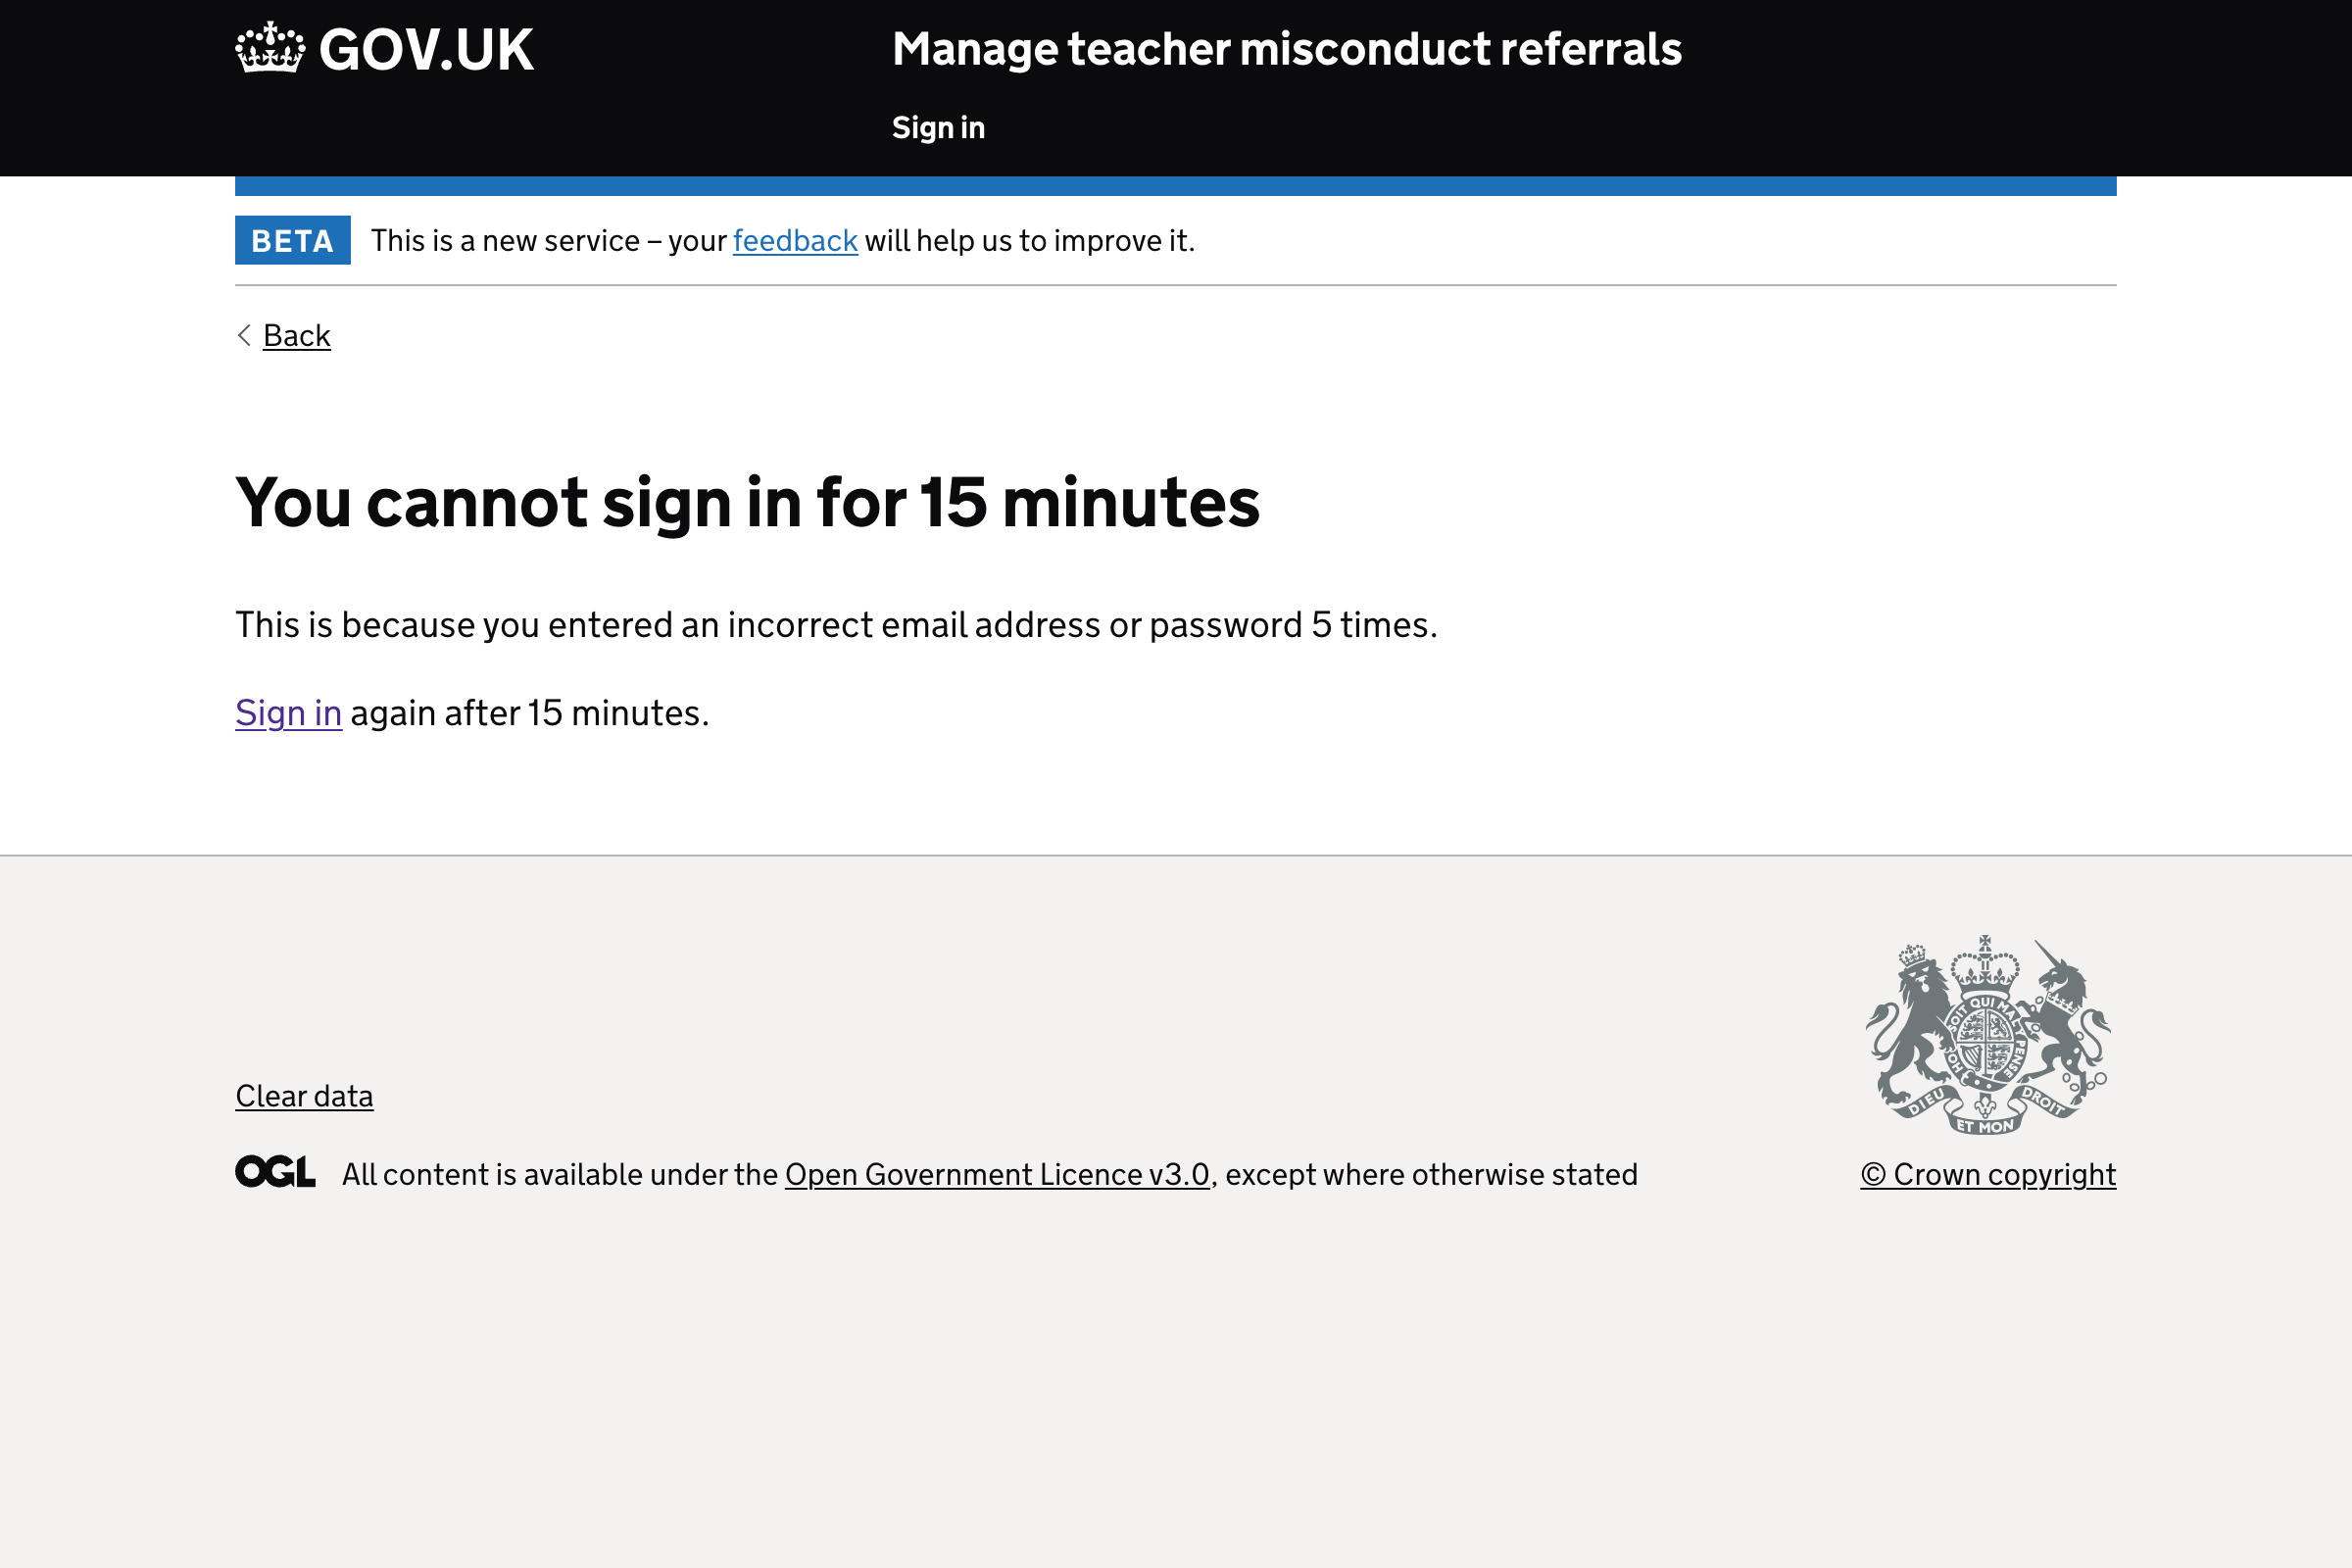 GOV.UK
Manage teacher misconduct referrals
Sign in
BETA This is a new service – your feedback will help us to improve it.
Back
You cannot sign in for 15 minutes
This is because you entered an incorrect email address or password 5 times.
Sign in again after 15 minutes.
Clear data
SOIT QUI MAL Y PENSE
HON
DIEU ET MON DROIT
OGL All content is available under the Open Government Licence v3.0, except where otherwise stated
© Crown copyright